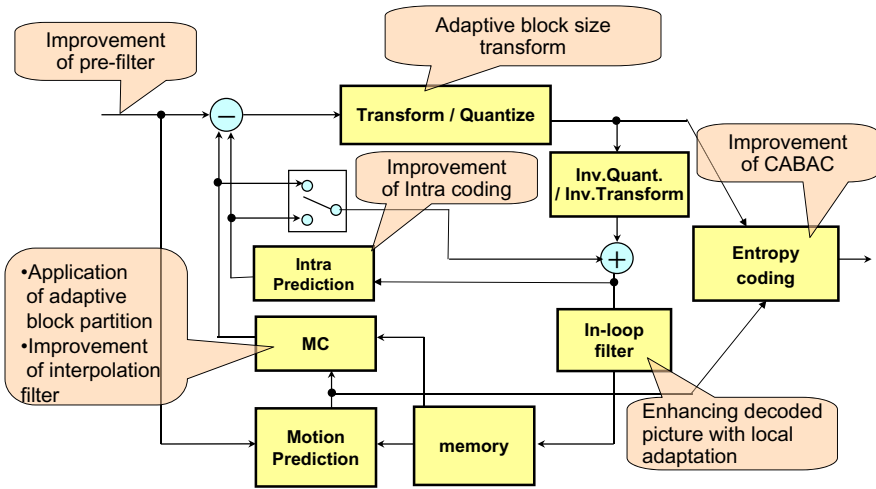 Improvement
of pre-filter
Adaptive block size
transform
−
Transform / Quantize
Improvement
of CABAC
Improvement
of Intra coding
Inv.Quant.
/ Inv.Transform
+
Entropy
coding
Intra
Prediction
•Application
of adaptive
block partition
•Improvement
of interpolation
filter
MC
In-loop
filter
Enhancing decoded
picture with local
adaptation
Motion
Prediction
memory